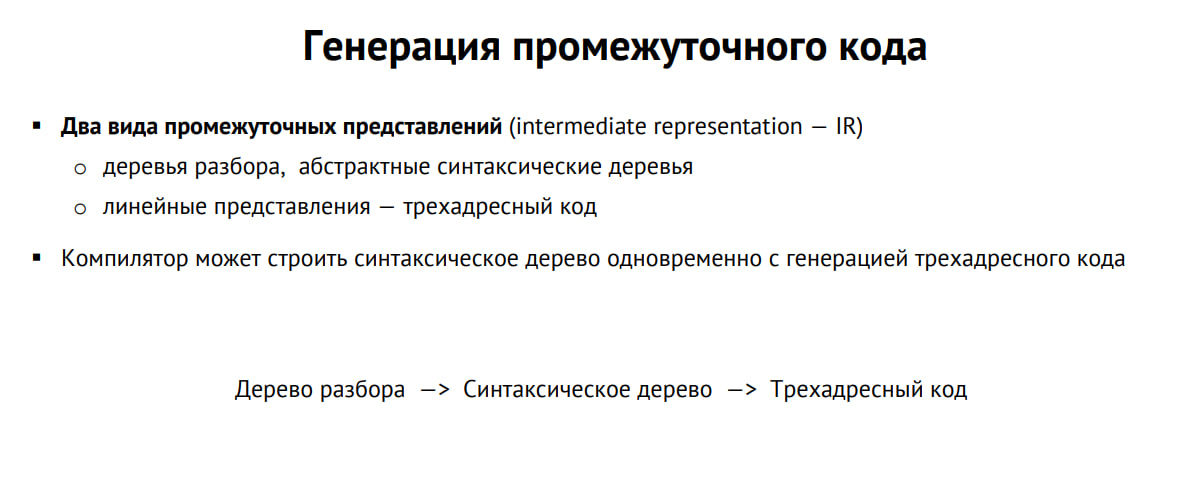 Генерация промежуточного кода
▪ Два вида промежуточных представлений (intermediate representation — IR)
o деревья разбора, абстрактные синтаксические деревья
o линейные представления — трехадресный код
▪ Компилятор может строить синтаксическое дерево одновременно с генерацией трехадресного кода
Дерево разбора —> Синтаксическое дерево —> Трехадресный код